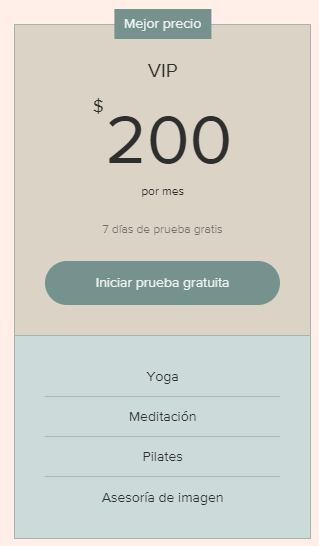 Mejor precio
VIP
$
200
por mes
7 días de prueba gratis
Iniciar prueba gratuita
Yoga
Meditación
Pilates
Asesoría de imagen